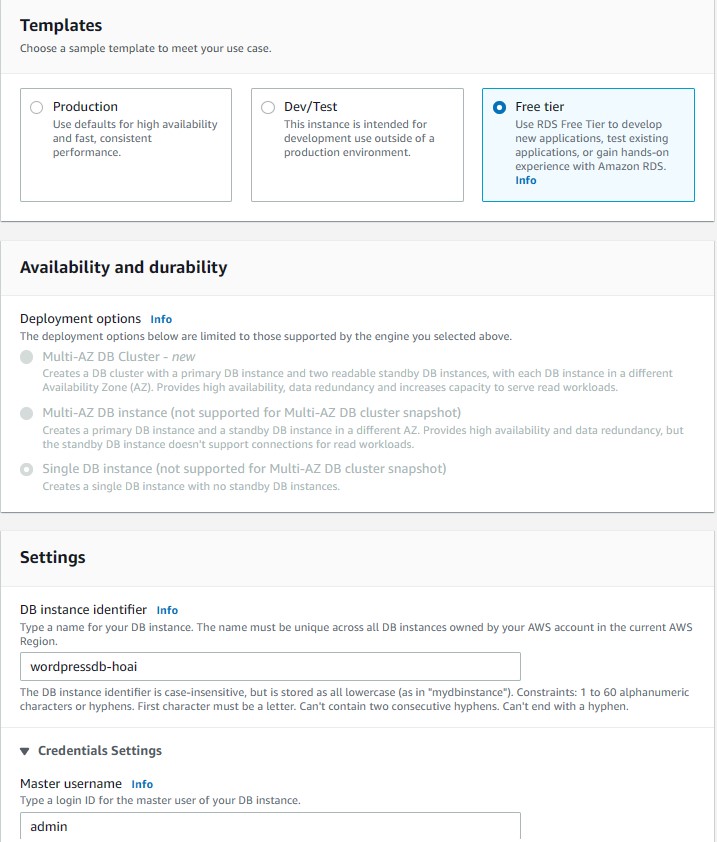 Templates
Choose a sample template to meet your use case.
Production
Use defaults for high availability
and fast, consistent
performance.
Dev/Test
This instance is intended for
development use outside of a
production environment.
Free tier
Use RDS Free Tier to develop
new applications, test existing
applications, or gain hands-on
experience with Amazon RDS.
Info
Availability and durability
Deployment options Info
The deployment options below are limited to those supported by the engine you selected above.
Multi-AZ DB Cluster - new
Creates a DB cluster with a primary DB instance and two readable standby DB instances, with each DB instance in a different
Availability Zone (AZ). Provides high availability, data redundancy and increases capacity to serve read workloads.
Multi-AZ DB instance (not supported for Multi-AZ DB cluster snapshot)
Creates a primary DB instance and a standby DB instance in a different AZ. Provides high availability and data redundancy, but
the standby DB instance doesn't support connections for read workloads.
Single DB instance (not supported for Multi-AZ DB cluster snapshot)
Creates a single DB instance with no standby DB instances.
Settings
DB instance identifier Info
Type a name for your DB instance. The name must be unique across all DB instances owned by your AWS account in the current AWS
Region.
wordpressdb-hoai
The DB instance identifier is case-insensitive, but is stored as all lowercase (as in "mydbinstance"). Constraints: 1 to 60 alphanumeric
characters or hyphens. First character must be a letter. Can't contain two consecutive hyphens. Can't end with a hyphen.
Credentials Settings
Master username Info
Type a login ID for the master user of your DB instance.
admin